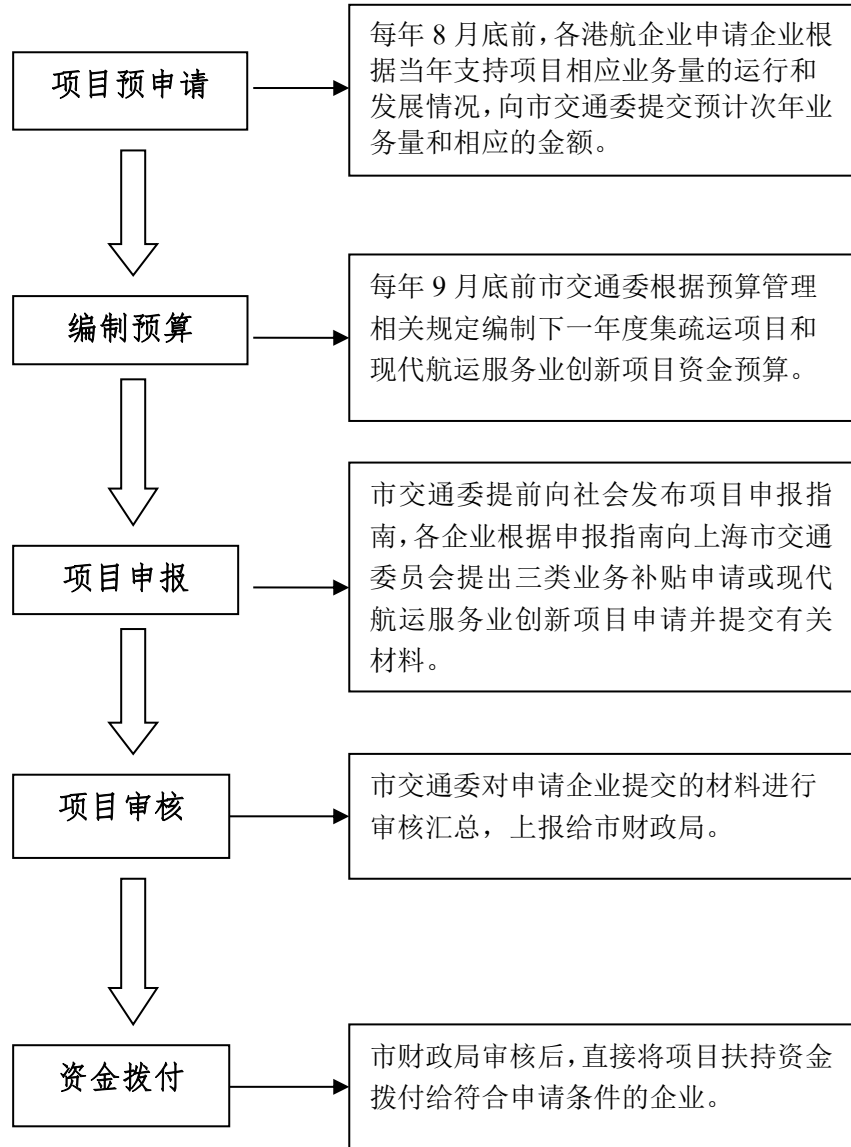 项目预申请
每年 8 月底前，各港航企业申请企业根
据当年支持项目相应业务量的运行和
发展情况，向市交通委提交预计次年业
务量和相应的金额。
编制预算
每年 9 月底前市交通委根据预算管理
相关规定编制下一年度集疏运项目和
现代航运服务业创新项目资金预算。
项目申报
市交通委提前向社会发布项目申报指
南，各企业根据申报指南向上海市交通
委员会提出三类业务补贴申请或现代
航运服务业创新项目申请并提交有关
材料。
项目审核
市交通委对申请企业提交的材料进行
审核汇总，上报给市财政局。
资金拨付
市财政局审核后，直接将项目扶持资金
拨付给符合申请条件的企业。